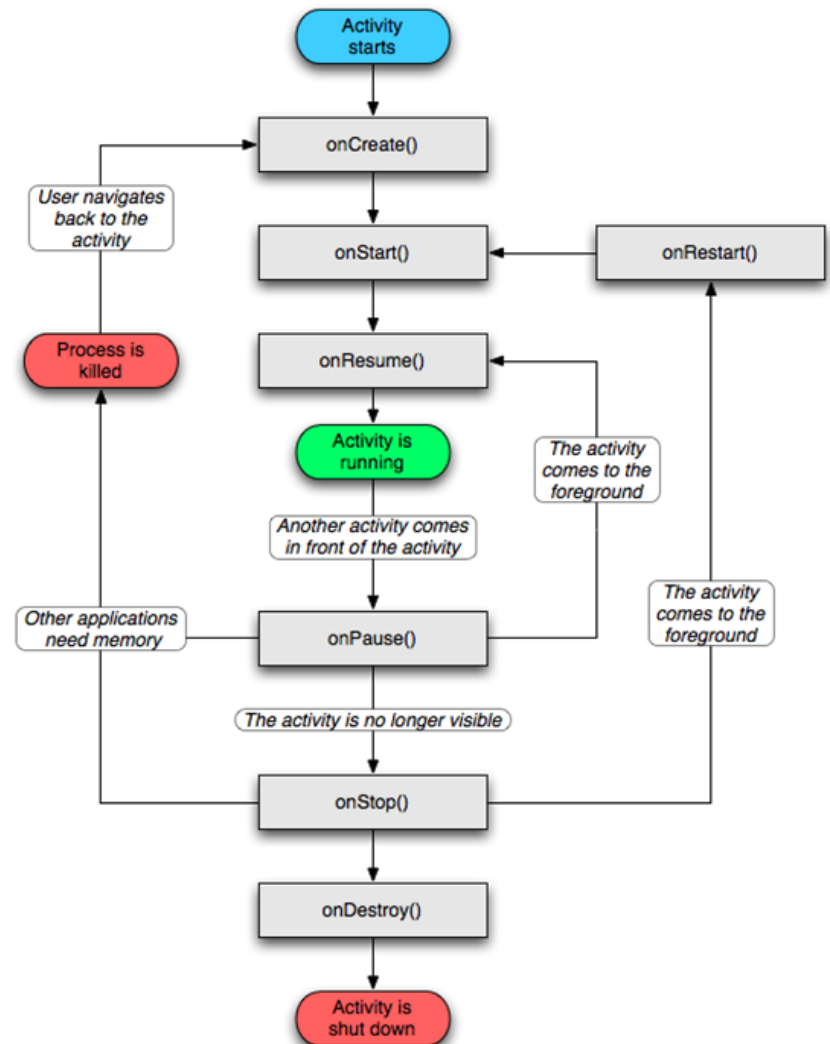 Activity
starts
onCreate()
User navigates
back to the
activity
onStart()
onRestart()
Process is
killed
onResume()
Activity is
running
The activity
comes to the
foreground
Another activity comes
in front of the activity
The activity
comes to the
foreground
Other applications
need memory
onPause()
The activity is no longer visible
onStop()
onDestroy()
Activity is
shut down